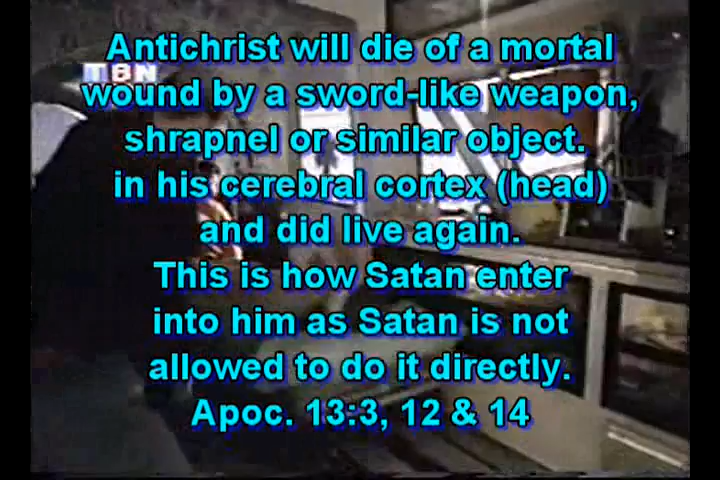 Antichrist will die of a mortal
TBN
wound by a sword-like weapon,
shrapnel or similar object.
in his cerebral cortex (head)
and did live again.
This is how Satan enter
into him as Satan is not
allowed to do it directly.
Apoc. 13:3, 12 & 14